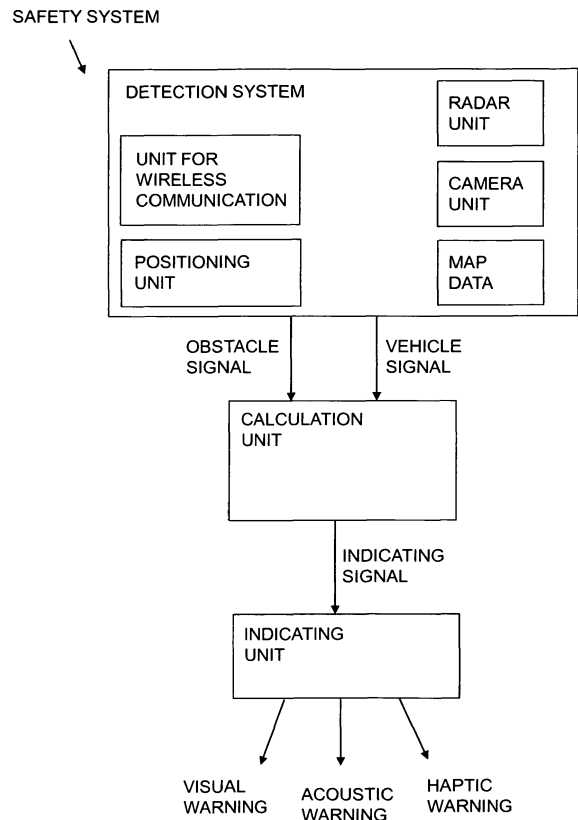 SAFETY SYSTEM
DETECTION SYSTEM
RADAR
UNIT
UNIT FOR
WIRELESS
COMMUNICATION
CAMERA
UNIT
POSITIONING
UNIT
MAP
DATA
OBSTACLE
SIGNAL
VEHICLE
SIGNAL
CALCULATION
UNIT
INDICATING
SIGNAL
INDICATING
UNIT
VISUAL
WARNING
ACOUSTIC
WARNING
HAPTIC
WARNING